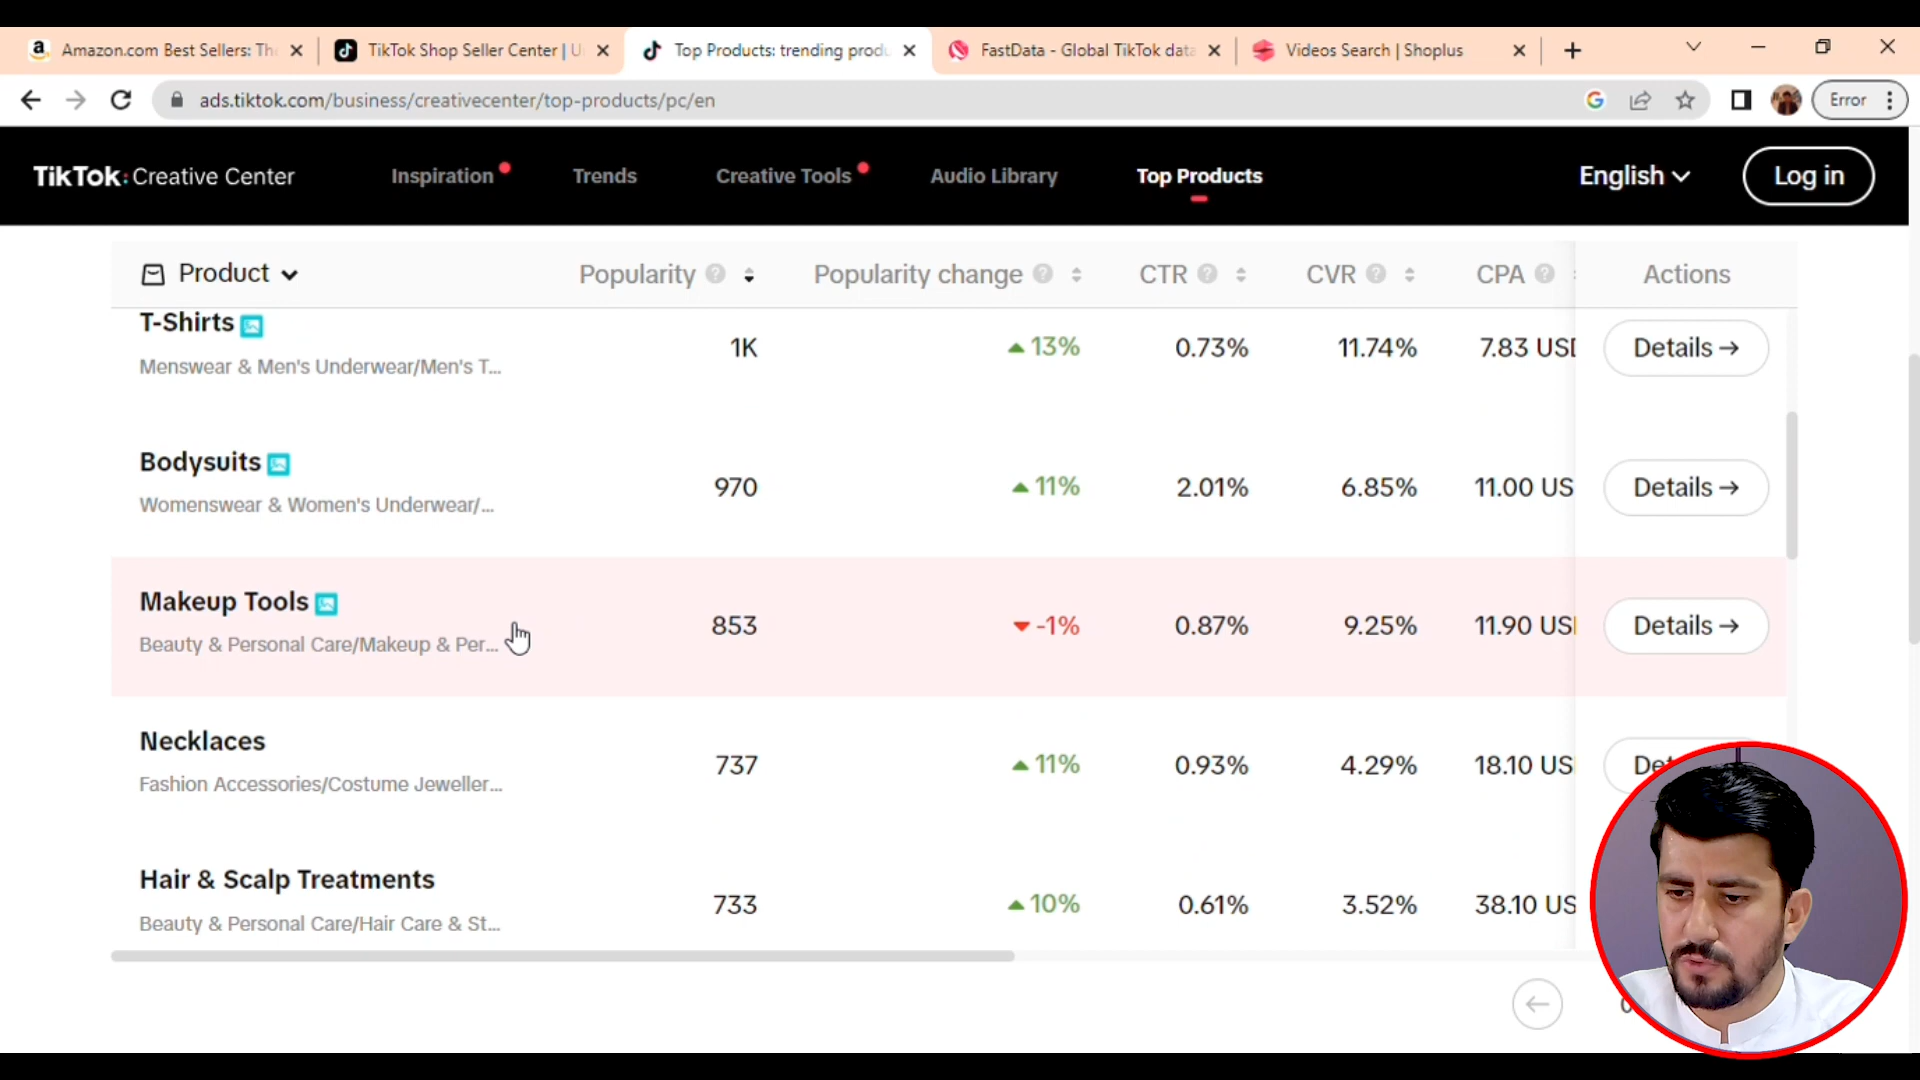 Amazon.com Best Sellers: Th
TikTok Shop Seller Center | U
Top Products: trending produ
FastData - Global TikTok data
Videos Search | Shoplus
ads.tiktok.com/business/creativecenter/top-products/pc/en
Error
TikTok: Creative Center
Inspiration
Trends
Creative Tools
Audio Library
Top Products
English
Log in
Product Popularity Popularity change CTR CVR CPA Actions
T-Shirts
Menswear & Men's Underwear/Men's T...
1K 13% 0.73% 11.74% 7.83 USD Details →
Bodysuits
Womenswear & Women's Underwear/...
970 11% 2.01% 6.85% 11.00 US Details →
Makeup Tools
Beauty & Personal Care/Makeup & Per...
853 -1% 0.87% 9.25% 11.90 US Details →
Necklaces
Fashion Accessories/Costume Jeweller...
737 11% 0.93% 4.29% 18.10 US
Hair & Scalp Treatments
Beauty & Personal Care/Hair Care & St...
733 10% 0.61% 3.52% 38.10 US